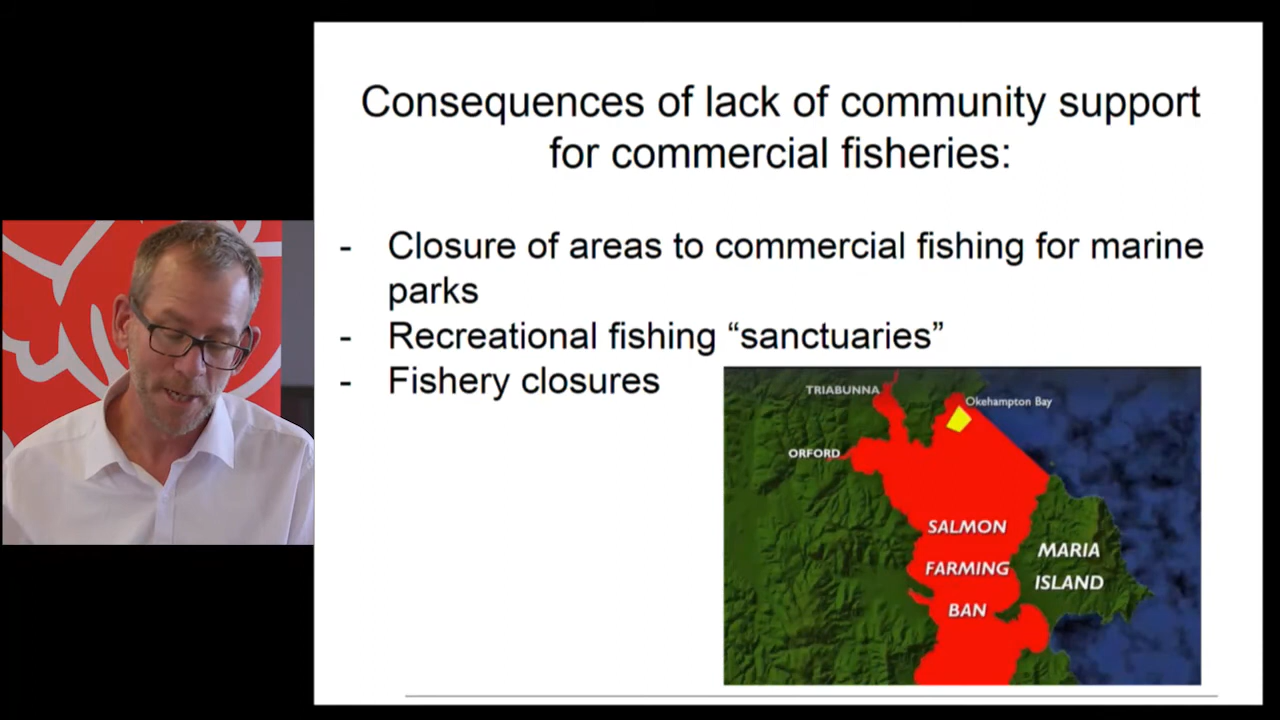 Consequences of lack of community support
for commercial fisheries:
- Closure of areas to commercial fishing for marine
parks
- Recreational fishing “sanctuaries”
- Fishery closures
TRIABUNNA
Okehampton Bay
ORFORD
SALMON
FARMING
BAN
MARIA
ISLAND